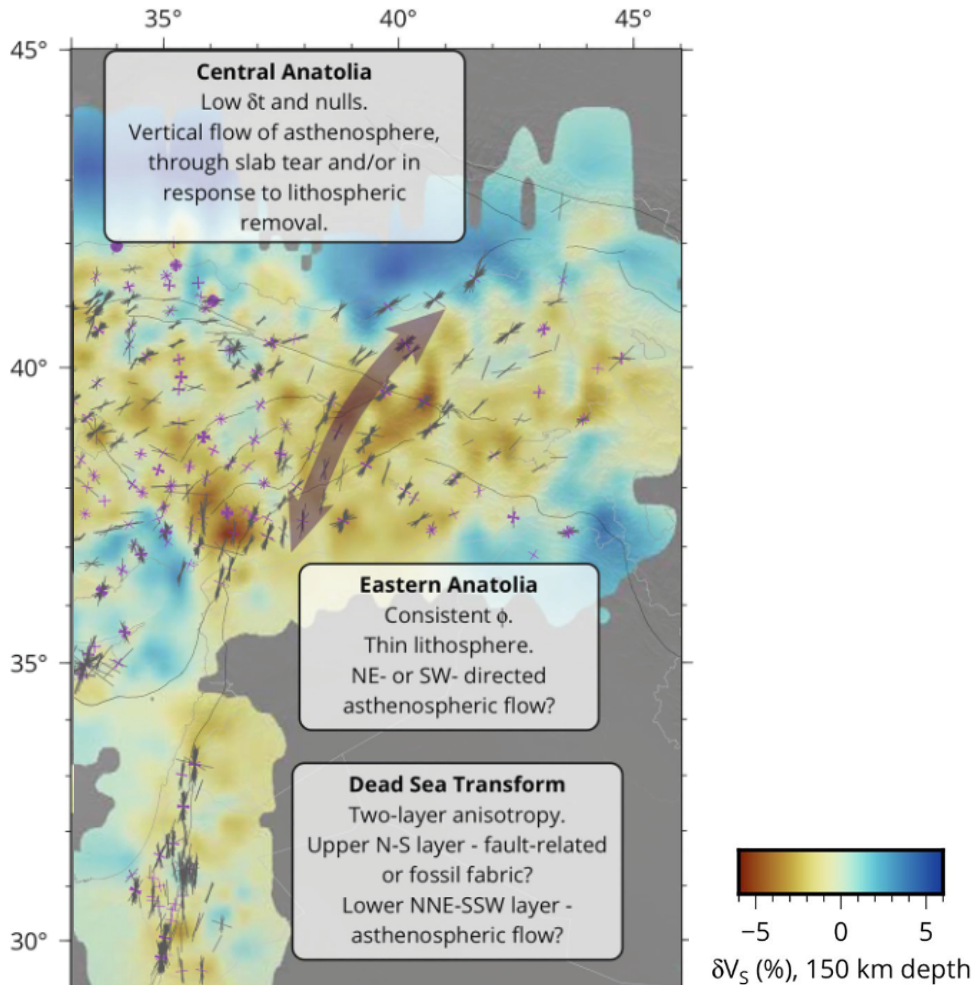 35° 40° 45°
45°
Central Anatolia
Low δt and nulls.
Vertical flow of asthenosphere,
through slab tear and/or in
response to lithospheric
removal.
40°
Eastern Anatolia
Consistent ϕ.
Thin lithosphere.
NE- or SW- directed
asthenospheric flow?
35°
Dead Sea Transform
Two-layer anisotropy.
Upper N-S layer - fault-related
or fossil fabric?
Lower NNE-SSW layer -
asthenospheric flow?
30°
−5 0 5
δVS (%), 150 km depth